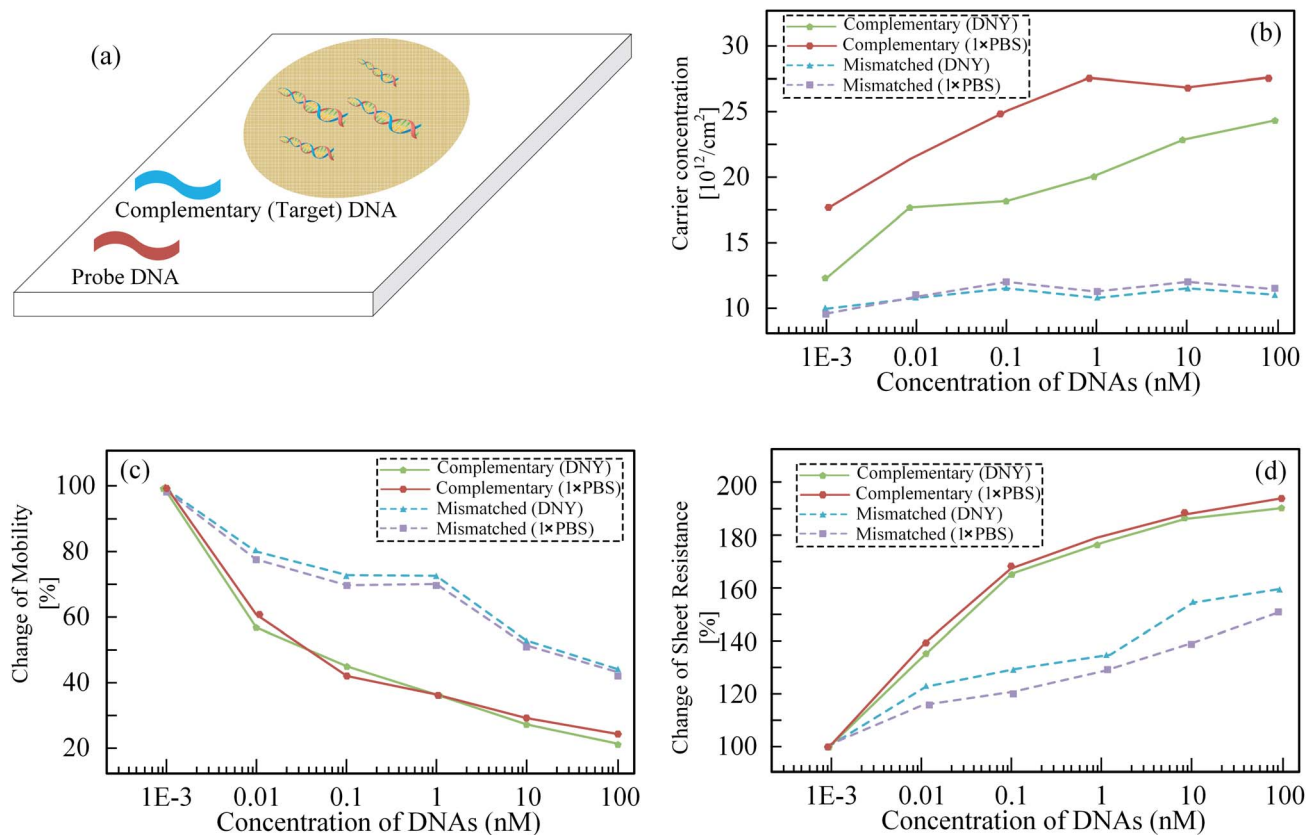 (a)
Complementary (Target) DNA
Probe DNA
(b)
Complementary (DNY)
Complementary (1×PBS)
Mismatched (DNY)
Mismatched (1×PBS)
Carrier concentration
[10¹²/cm²]
30
25
20
15
10
1E-3 0.01 0.1 1 10 100
Concentration of DNAs (nM)
(c)
Complementary (DNY)
Complementary (1×PBS)
Mismatched (DNY)
Mismatched (1×PBS)
Change of Mobility
[%]
100
80
60
40
20
1E-3 0.01 0.1 1 10 100
Concentration of DNAs (nM)
(d)
Complementary (DNY)
Complementary (1×PBS)
Mismatched (DNY)
Mismatched (1×PBS)
Change of Sheet Resistance
[%]
200
180
160
140
120
100
1E-3 0.01 0.1 1 10 100
Concentration of DNAs (nM)